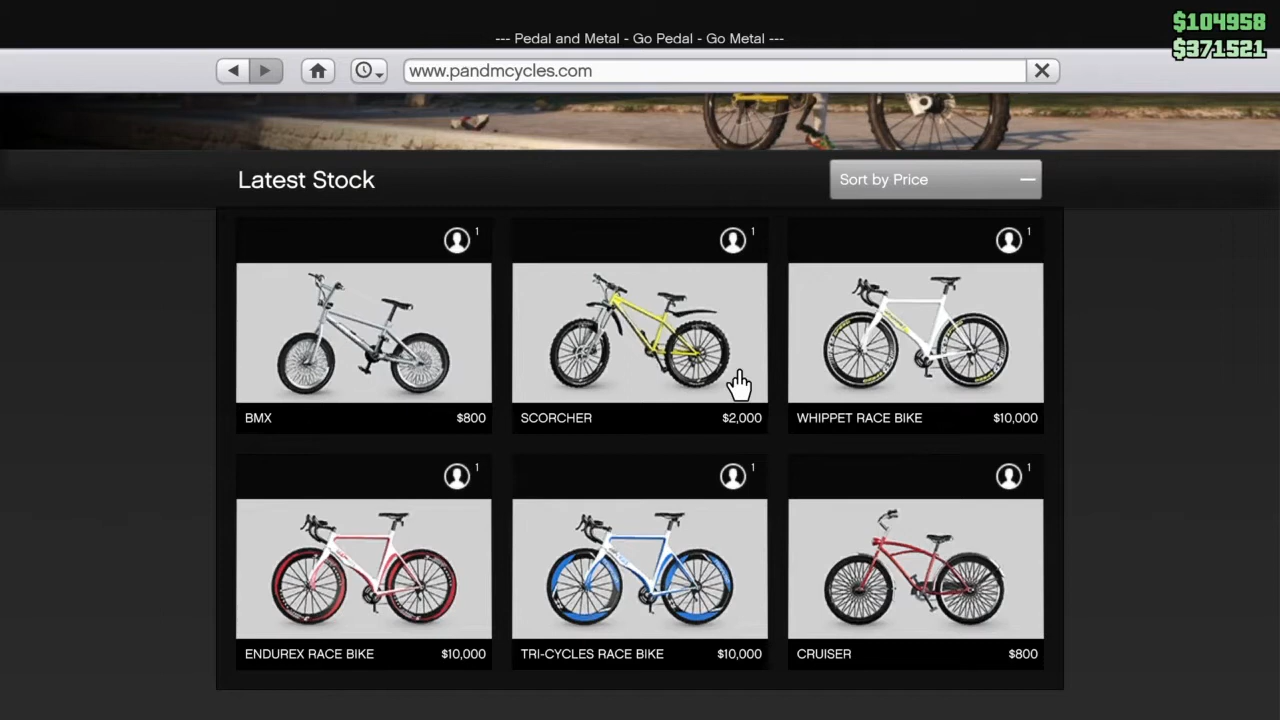 $104958
--- Pedal and Metal - Go Pedal - Go Metal ---
$371521
www.pandmcycles.com
Latest Stock
Sort by Price
1
1
1
BMX $800
SCORCHER $2,000
WHIPPET RACE BIKE $10,000
1
1
1
ENDUREX RACE BIKE $10,000
TRI-CYCLES RACE BIKE $10,000
CRUISER $800